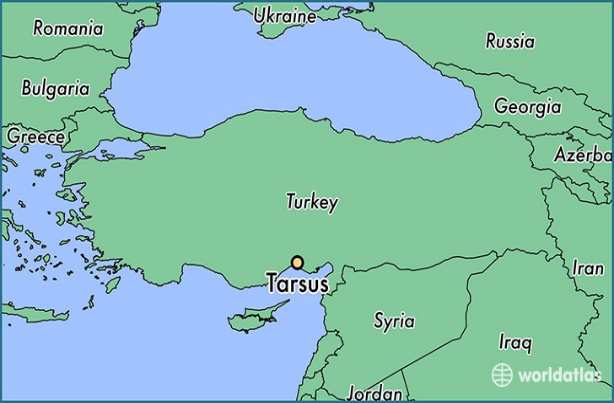 Ukraine
Romania
Russia
Bulgaria
Georgia
Greece
Azerba
Turkey
Iran
Tarsus
Syria
Iraq
worldatlas
Jordan